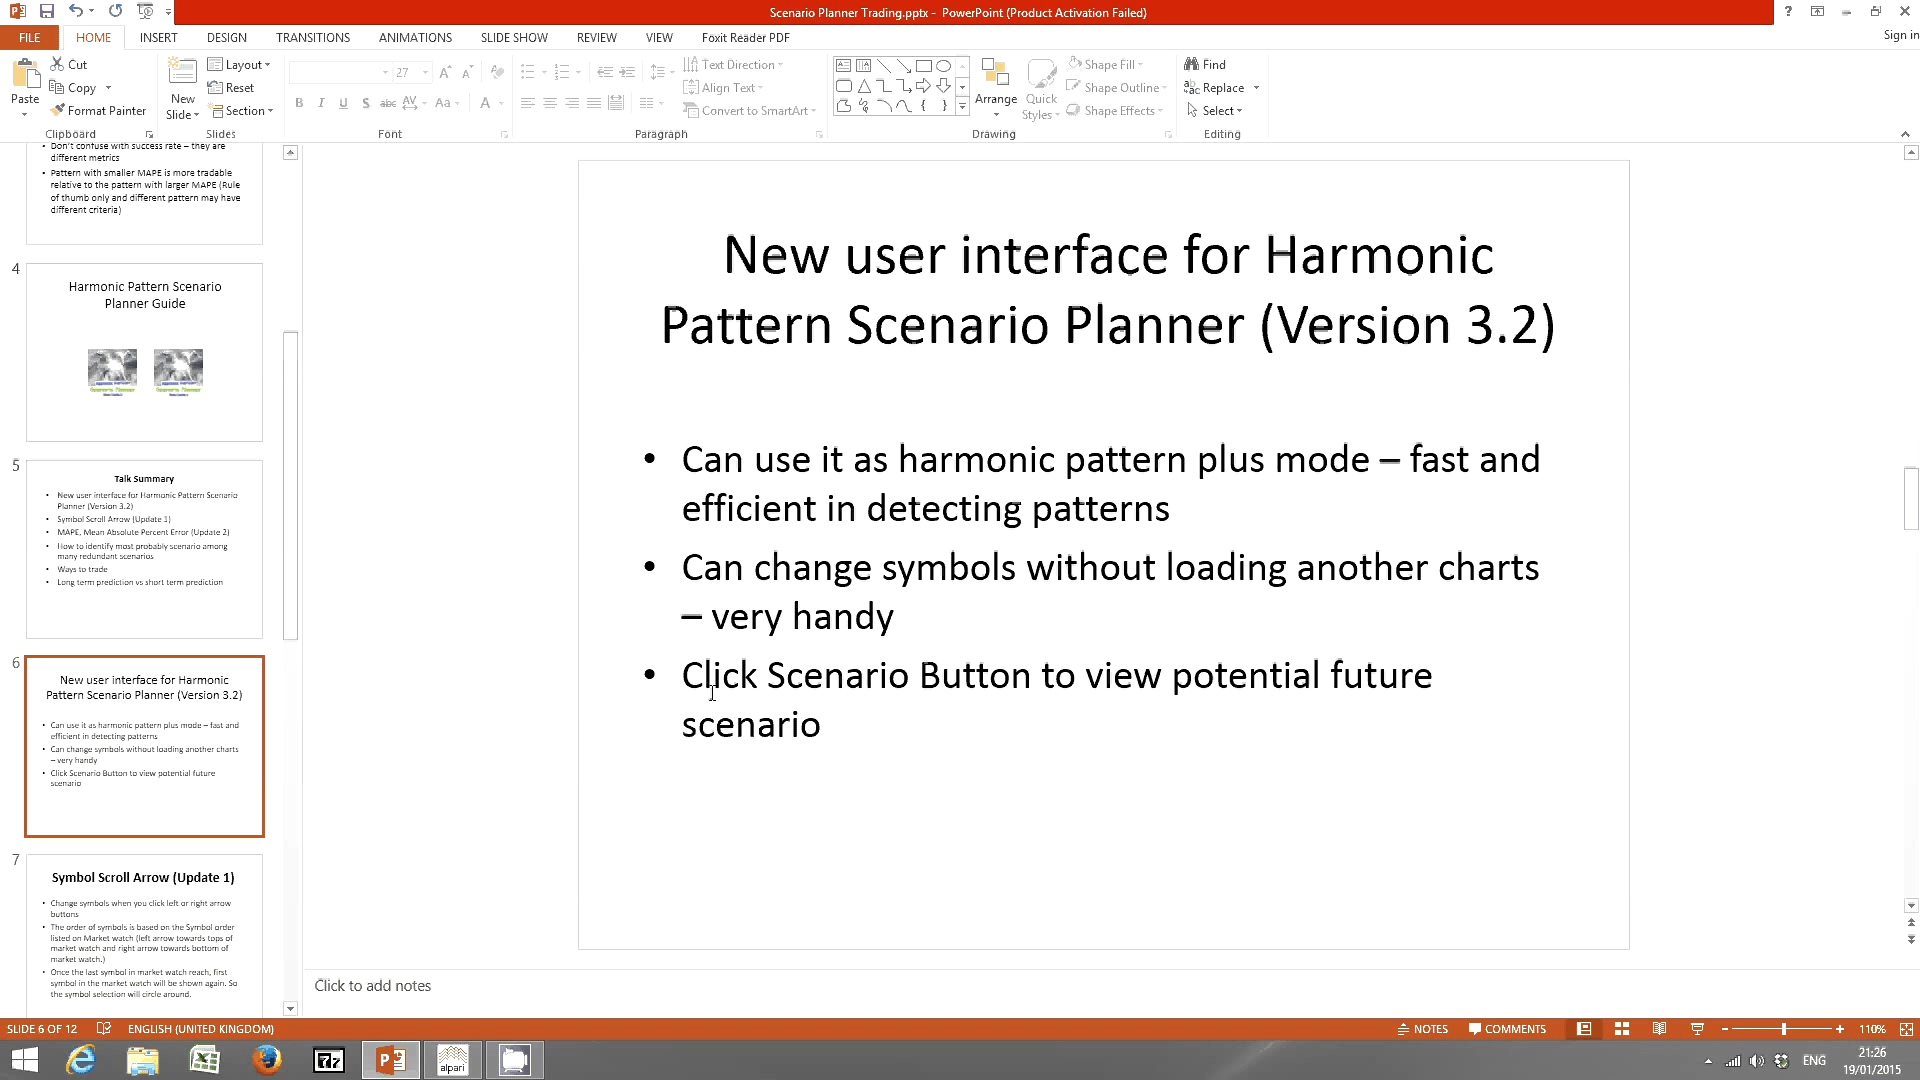 Scenario Planner Trading.pptx - PowerPoint (Product Activation Failed)
FILE HOME INSERT DESIGN TRANSITIONS ANIMATIONS SLIDE SHOW REVIEW VIEW Foxit Reader PDF Sign in
Paste
Cut
Copy
Format Painter
Clipboard
New
Slide
Layout
Reset
Section
Slides
27
Font
Text Direction
Align Text
Convert to SmartArt
Paragraph
Arrange
Quick
Styles
Shape Fill
Shape Outline
Shape Effects
Drawing
Find
Replace
Select
Editing
• Don't confuse with success rate – they are
different metrics
• Pattern with smaller MAPE is more tradable
relative to the pattern with larger MAPE (Rule
of thumb only and different pattern may have
different criteria)
4
Harmonic Pattern Scenario
Planner Guide
5
Talk Summary
• New user interface for Harmonic Pattern Scenario
Planner (Version 3.2)
• Symbol Scroll Arrow (Update 1)
• MAPE, Mean Absolute Percent Error (Update 2)
• How to identify most probably scenario among
many redundant scenarios
• Ways to trade
• Long term prediction vs short term prediction
6
New user interface for Harmonic
Pattern Scenario Planner (Version 3.2)
• Can use it as harmonic pattern plus mode – fast and
efficient in detecting patterns
• Can change symbols without loading another charts
– very handy
• Click Scenario Button to view potential future
scenario
7
Symbol Scroll Arrow (Update 1)
• Change symbols when you click left or right arrow
buttons
• The order of symbols is based on the Symbol order
listed on Market watch (left arrow towards tops of
market watch and right arrow towards bottom of
market watch.)
• Once the last symbol in market watch reach, first
symbol in the market watch will be shown again. So
the symbol selection will circle around.
New user interface for Harmonic
Pattern Scenario Planner (Version 3.2)
• Can use it as harmonic pattern plus mode – fast and
efficient in detecting patterns
• Can change symbols without loading another charts
– very handy
• Click Scenario Button to view potential future
scenario
Click to add notes
SLIDE 6 OF 12 ENGLISH (UNITED KINGDOM) NOTES COMMENTS 110%
alpari
ENG
21:26
19/01/2015